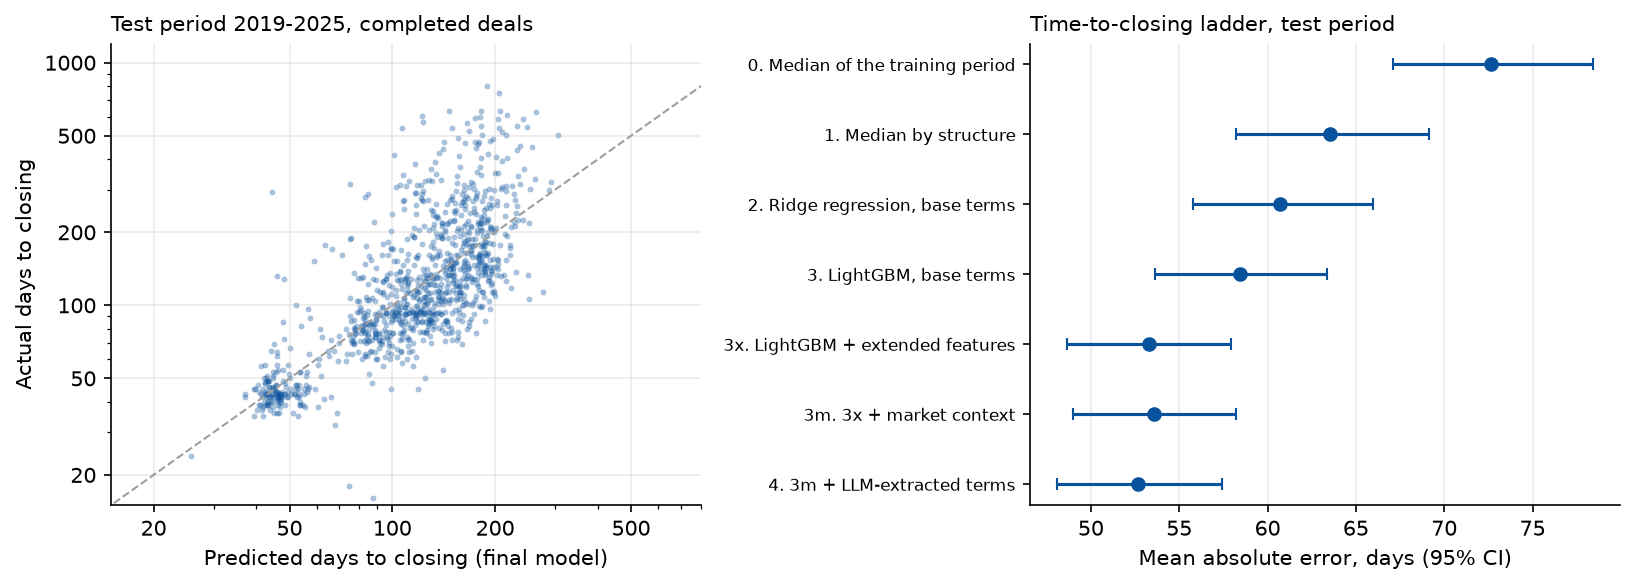 Test period 2019-2025, completed deals
1000
500
200
100
50
20
Actual days to closing
20
50
100
200
500
Predicted days to closing (final model)
Time-to-closing ladder, test period
0. Median of the training period
1. Median by structure
2. Ridge regression, base terms
3. LightGBM, base terms
3x. LightGBM + extended features
3m. 3x + market context
4. 3m + LLM-extracted terms
50
55
60
65
70
75
Mean absolute error, days (95% CI)